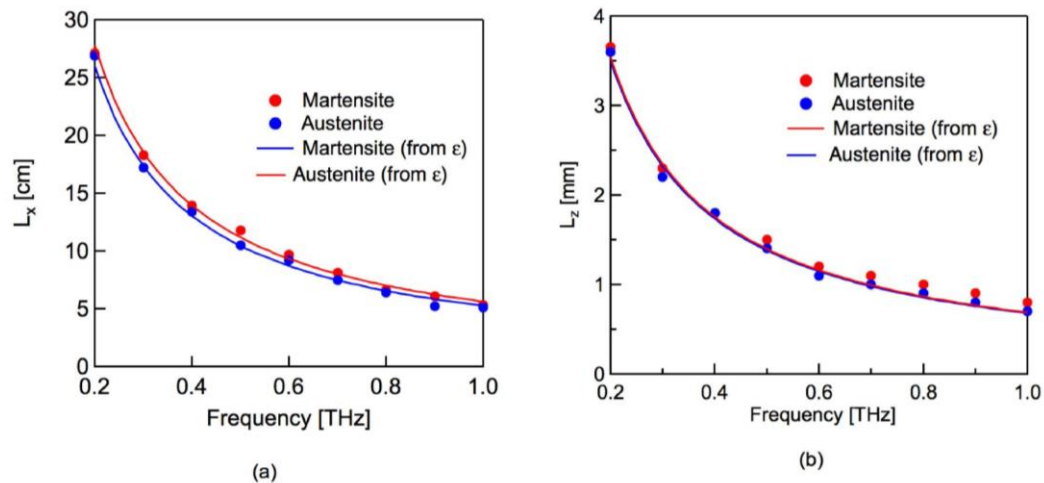 30
25
20
15
10
5
0
L_x [cm]
Martensite
Austenite
Martensite (from ε)
Austenite (from ε)
0.2 0.4 0.6 0.8 1.0
Frequency [THz]
(a)
4
3
2
1
0
L_z [mm]
Martensite
Austenite
Martensite (from ε)
Austenite (from ε)
0.2 0.4 0.6 0.8 1.0
Frequency [THz]
(b)